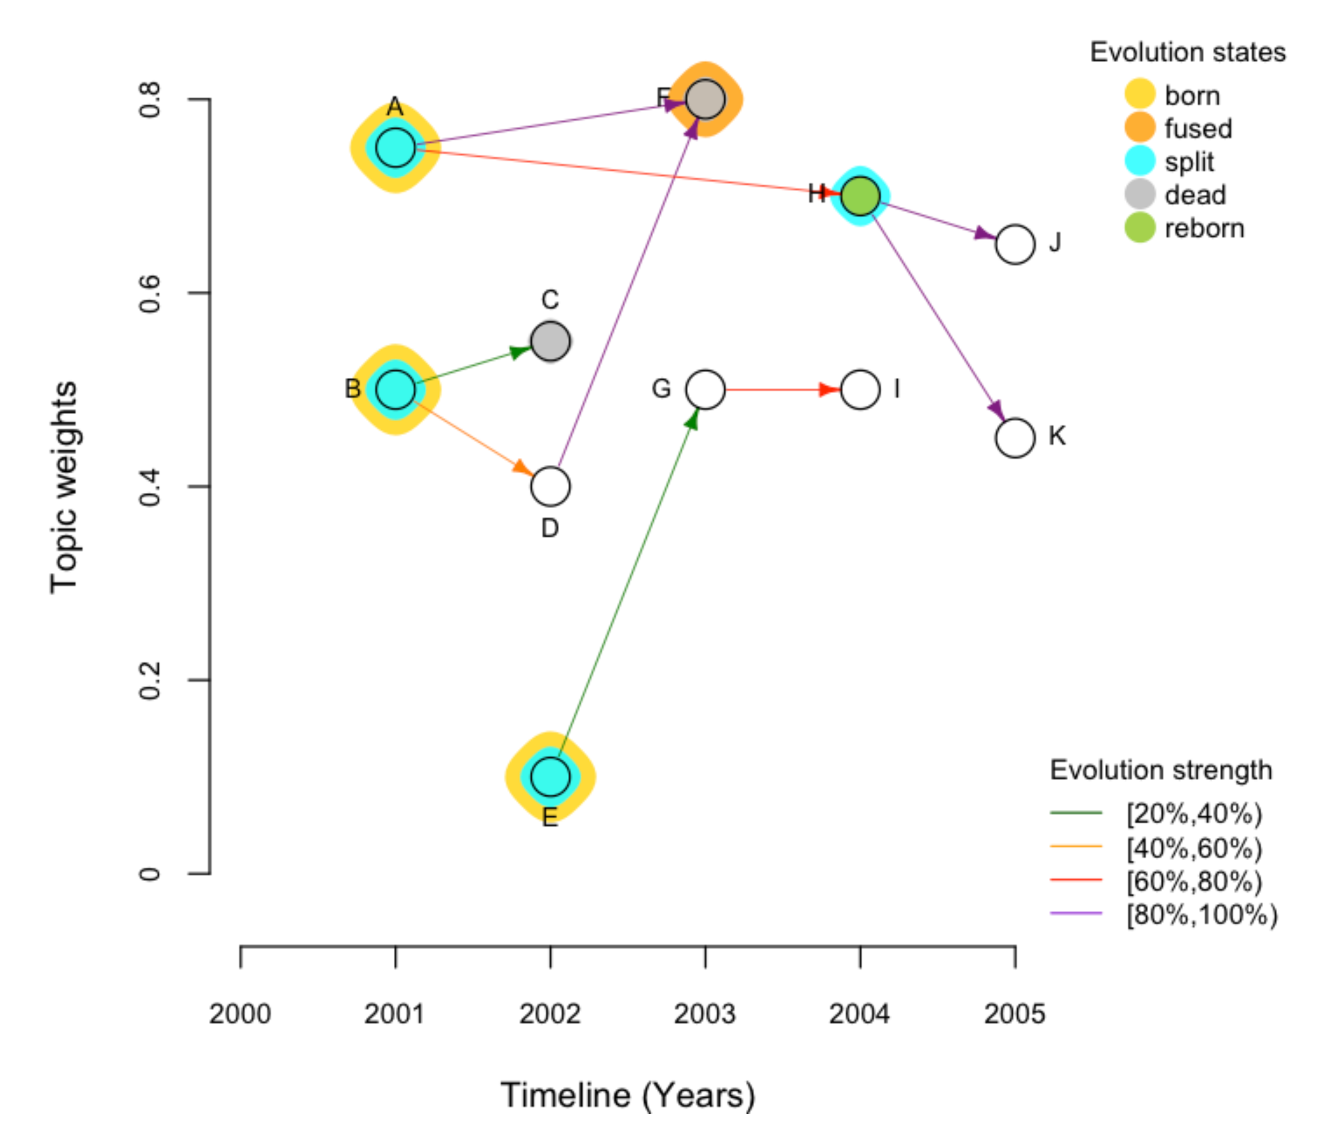 Evolution states
born
fused
split
dead
reborn
A
F
H
J
C
B
G
I
K
D
E
0.8
0.6
0.4
0.2
0
Topic weights
Evolution strength
[20%,40%)
[40%,60%)
[60%,80%)
[80%,100%)
2000 2001 2002 2003 2004 2005
Timeline (Years)